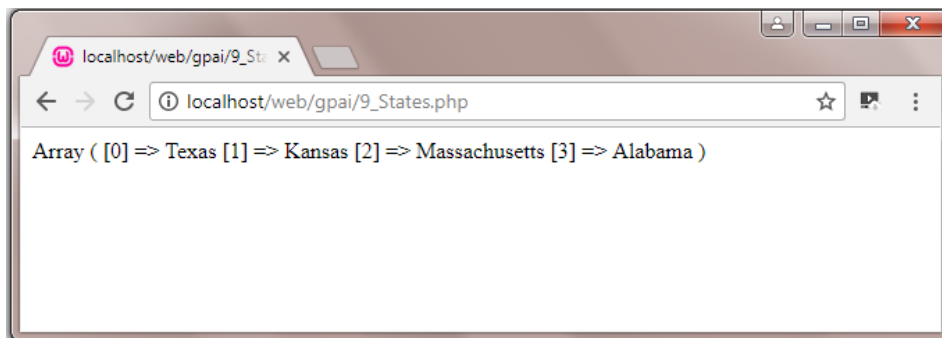 localhost/web/gpai/9_Sta
localhost/web/gpai/9_States.php
Array ( [0] => Texas [1] => Kansas [2] => Massachusetts [3] => Alabama )